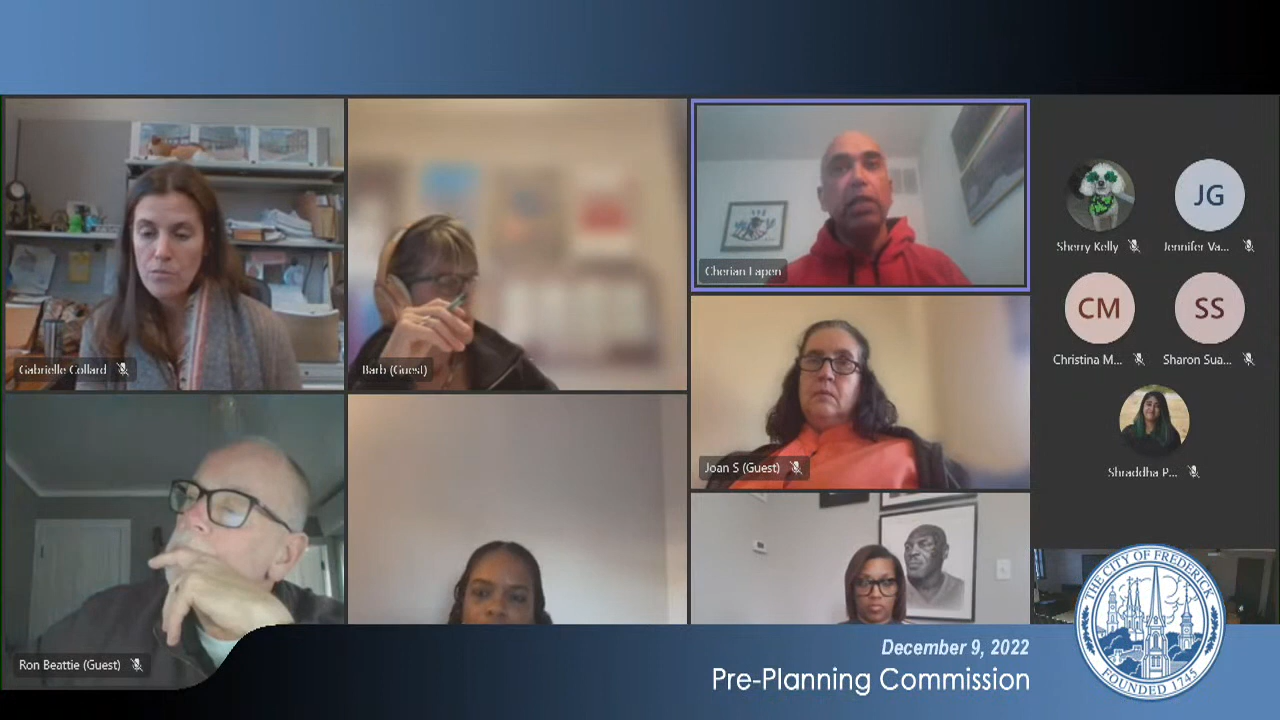 Gabrielle Collard
Barb (Guest)
Cherian Eapen
Sherry Kelly
JG
Jennifer Va...
CM
Christina M...
SS
Sharon Sua...
Joan S (Guest)
Shraddha P...
Ron Beattie (Guest)
December 9, 2022
Pre-Planning Commission
THE CITY OF FREDERICK
FOUNDED 1745